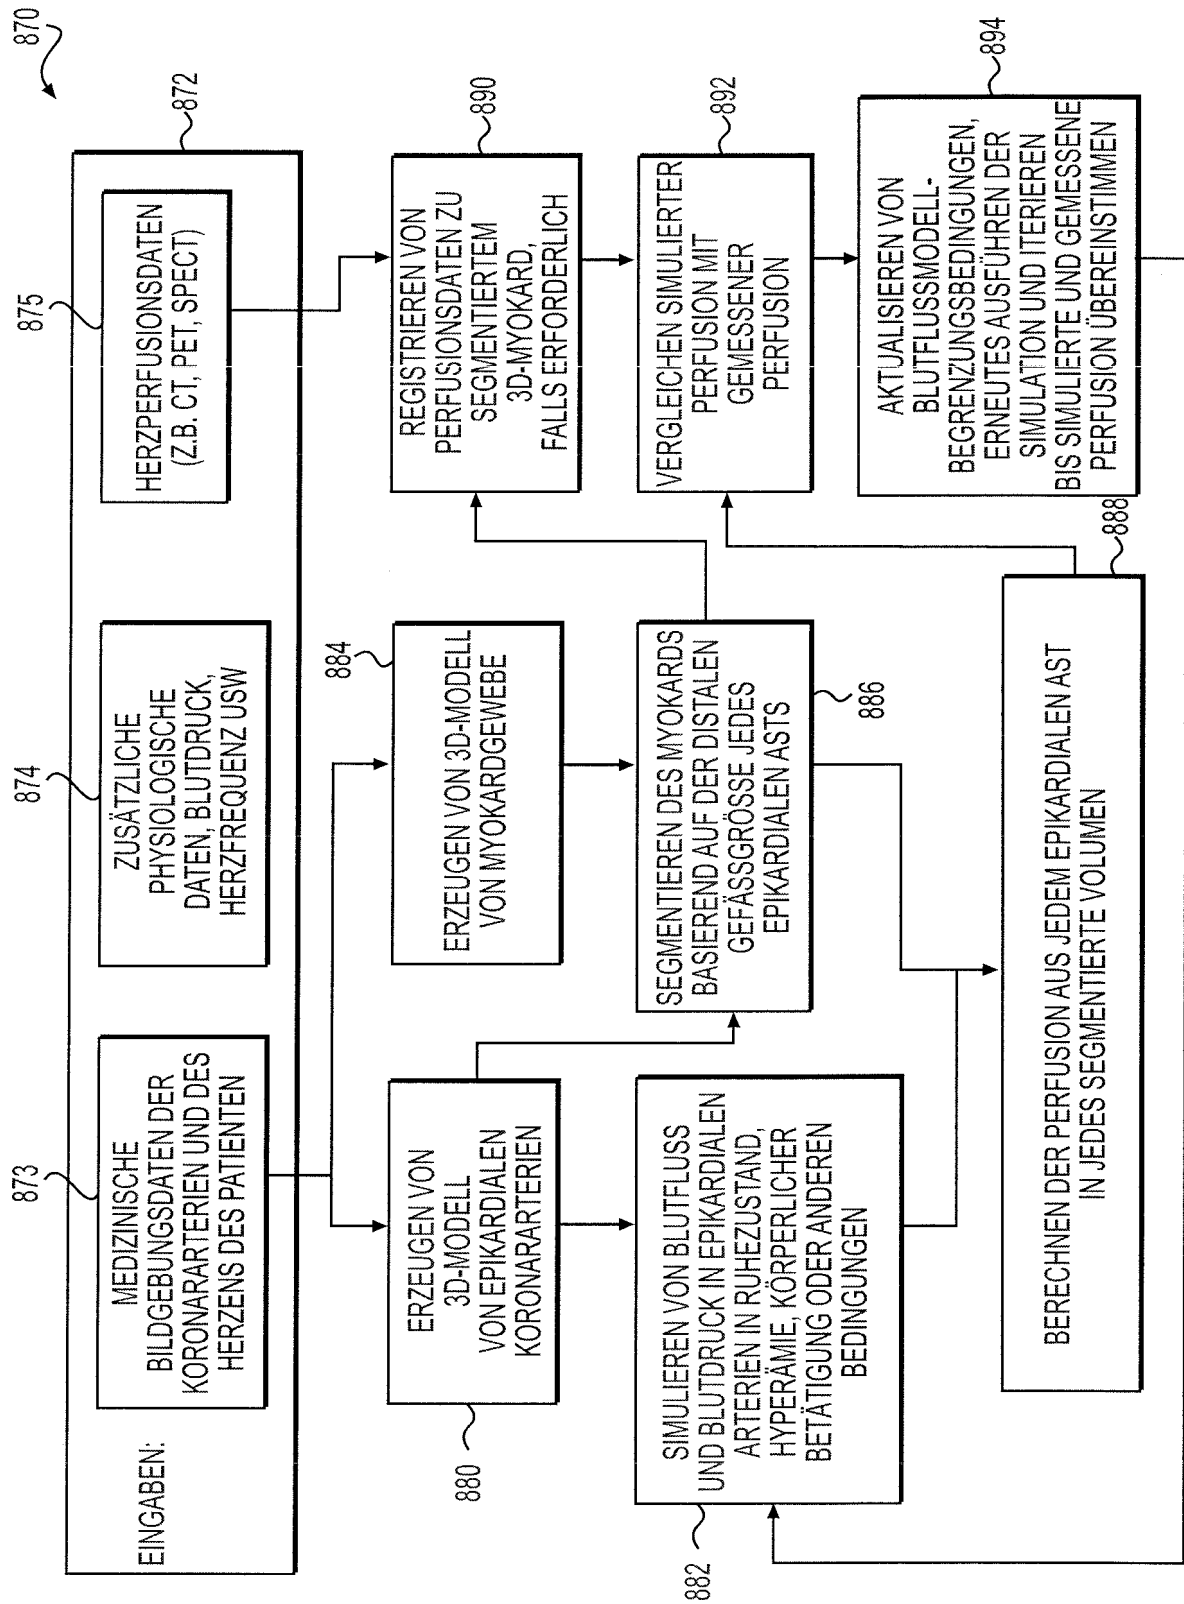 870
872
EINGABEN:
873
MEDIZINISCHE
BILDGEBUNGSDATEN DER
KORONARARTERIEN UND DES
HERZENS DES PATIENTEN
874
ZUSÄTZLICHE
PHYSIOLOGISCHE
DATEN, BLUTDRUCK,
HERZFREQUENZ USW
875
HERZPERFUSIONSDATEN
(Z.B. CT, PET, SPECT)
880
ERZEUGEN VON
3D-MODELL
VON EPIKARDIALEN
KORONARARTERIEN
884
ERZEUGEN VON 3D-MODELL
VON MYOKARDGEWEBE
890
REGISTRIEREN VON
PERFUSIONSDATEN ZU
SEGMENTIERTEM
3D-MYOKARD,
FALLS ERFORDERLICH
882
SIMULIEREN VON BLUTFLUSS
UND BLUTDRUCK IN EPIKARDIALEN
ARTERIEN IN RUHEZUSTAND,
HYPERÄMIE, KÖRPERLICHER
BETÄTIGUNG ODER ANDEREN
BEDINGUNGEN
SEGMENTIEREN DES MYOKARDS
BASIEREND AUF DER DISTALEN
GEFÄSSGRÖSSE JEDES
EPIKARDIALEN ASTS
886
892
VERGLEICHEN SIMULIERTER
PERFUSION MIT
GEMESSENER
PERFUSION
BERECHNEN DER PERFUSION AUS JEDEM EPIKARDIALEN AST
IN JEDES SEGMENTIERTE VOLUMEN
888
894
AKTUALISIEREN VON
BLUTFLUSSMODELL-
BEGRENZUNGSBEDINGUNGEN,
ERNEUTES AUSFÜHREN DER
SIMULATION UND ITERIEREN
BIS SIMULIERTE UND GEMESSENE
PERFUSION ÜBEREINSTIMMEN